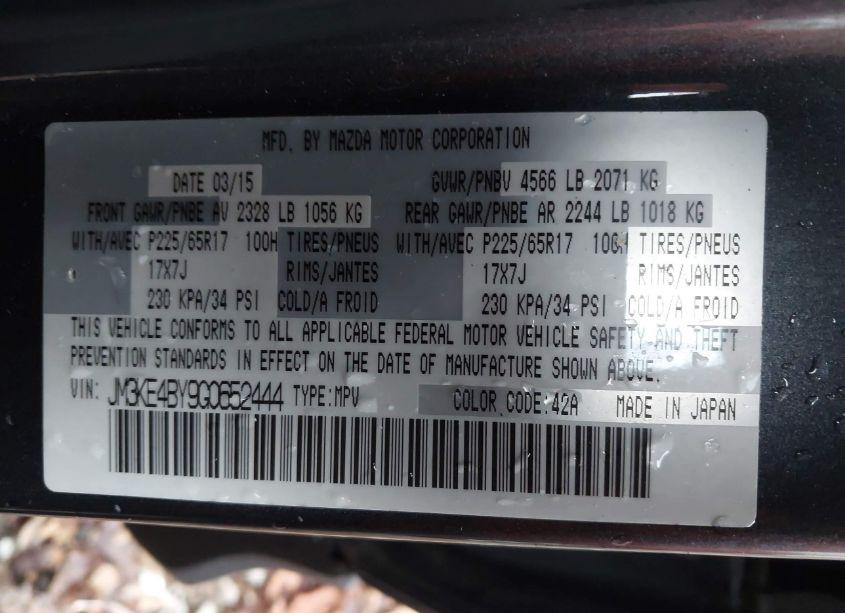 MFD. BY MAZDA MOTOR CORPORATION
DATE 03/15 GVWR/PNBV 4566 LB 2071 KG
FRONT GAWR/PNBE AV 2328 LB 1056 KG REAR GAWR/PNBE AR 2244 LB 1018 KG
WITH/AVEC P225/65R17 100H TIRES/PNEUS WITH/AVEC P225/65R17 100H TIRES/PNEUS
17X7J RIMS/JANTES 17X7J RIMS/JANTES
230 KPA/34 PSI COLD/A FROID 230 KPA/34 PSI COLD/A FROID
THIS VEHICLE CONFORMS TO ALL APPLICABLE FEDERAL MOTOR VEHICLE SAFETY AND THEFT
PREVENTION STANDARDS IN EFFECT ON THE DATE OF MANUFACTURE SHOWN ABOVE.
VIN: JM3KE4BY9G0652444 TYPE:MPV COLOR CODE:42A MADE IN JAPAN